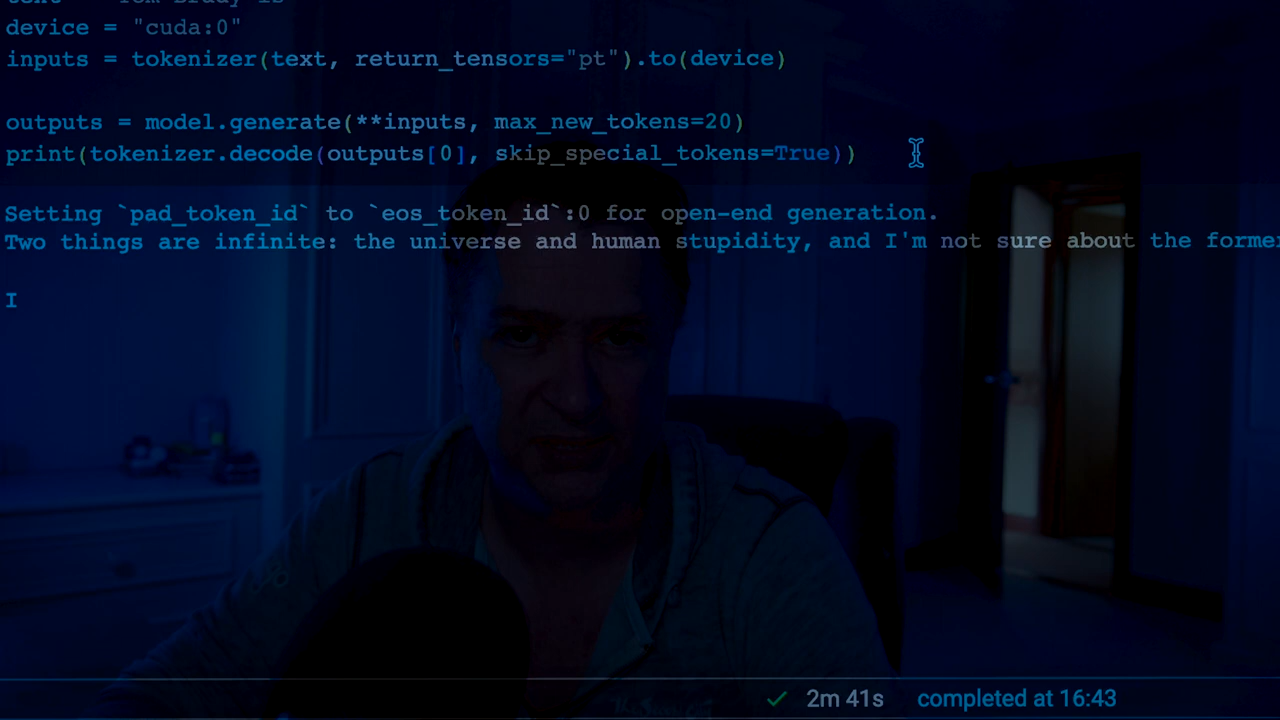 device = "cuda:0"
inputs = tokenizer(text, return_tensors="pt").to(device)
outputs = model.generate(**inputs, max_new_tokens=20)
print(tokenizer.decode(outputs[0], skip_special_tokens=True))
Setting `pad_token_id` to `eos_token_id`:0 for open-end generation.
Two things are infinite: the universe and human stupidity, and I'm not sure about the former
I
2m 41s completed at 16:43